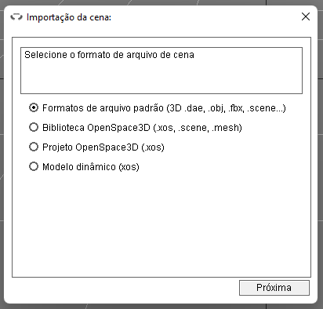 Importação da cena:
Selecione o formato de arquivo de cena
Formatos de arquivo padrão (3D .dae, .obj, .fbx, .scene...)
Biblioteca OpenSpace3D (.xos, .scene, .mesh)
Projeto OpenSpace3D (.xos)
Modelo dinâmico (xos)
Próxima